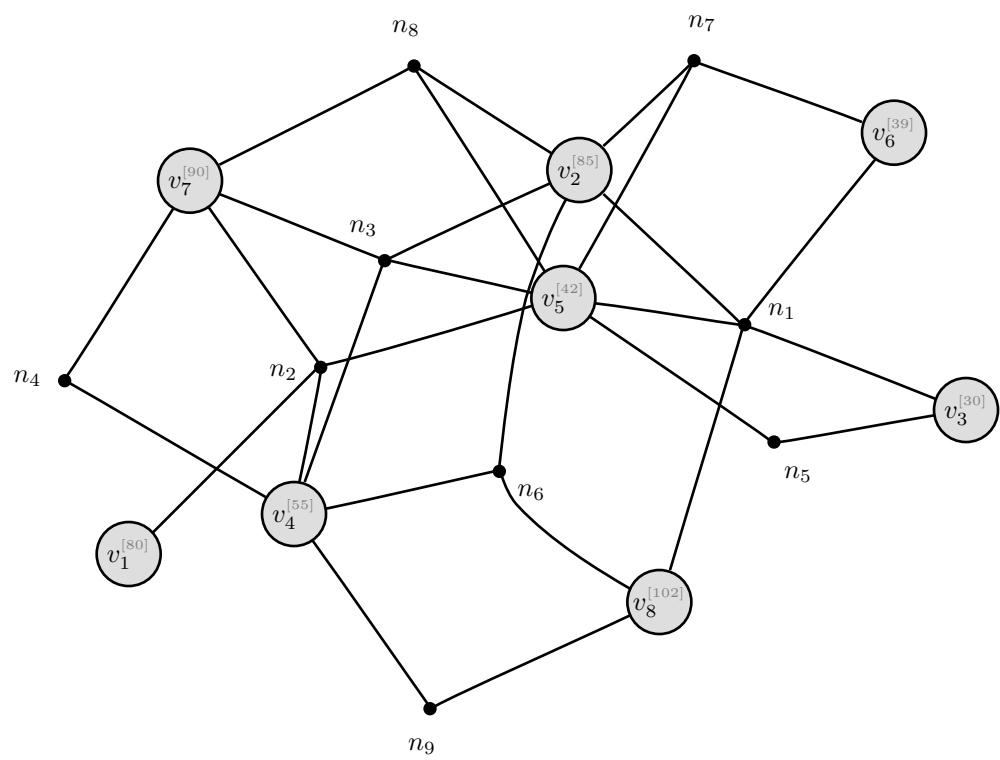 n₇
n₈
v₆[39]
v₂[85]
v₇[90]
n₃
v₅[42]
n₁
n₂
n₄
v₃[30]
n₅
n₆
v₄[55]
v₁[80]
v₈[102]
n₉